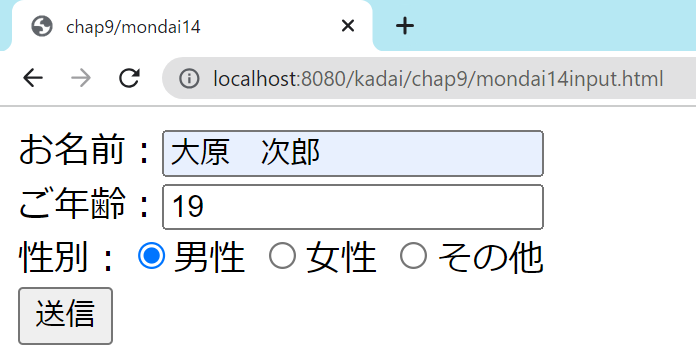 chap9/mondai14
localhost:8080/kadai/chap9/mondai14input.html
お名前：大原　次郎
ご年齢：19
性別： 男性 女性 その他
送信